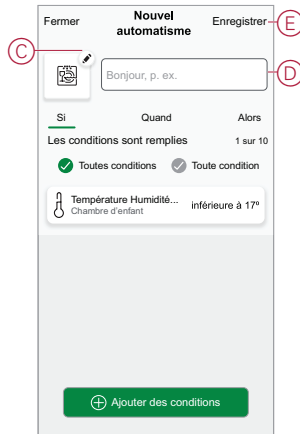 Fermer
Nouvel
automatisme
Enregistrer
E
C
Bonjour, p. ex.
D
Si
Quand
Alors
Les conditions sont remplies
1 sur 10
Toutes conditions
Toute condition
Température Humidité...
inférieure à 17º
Chambre d'enfant
Ajouter des conditions